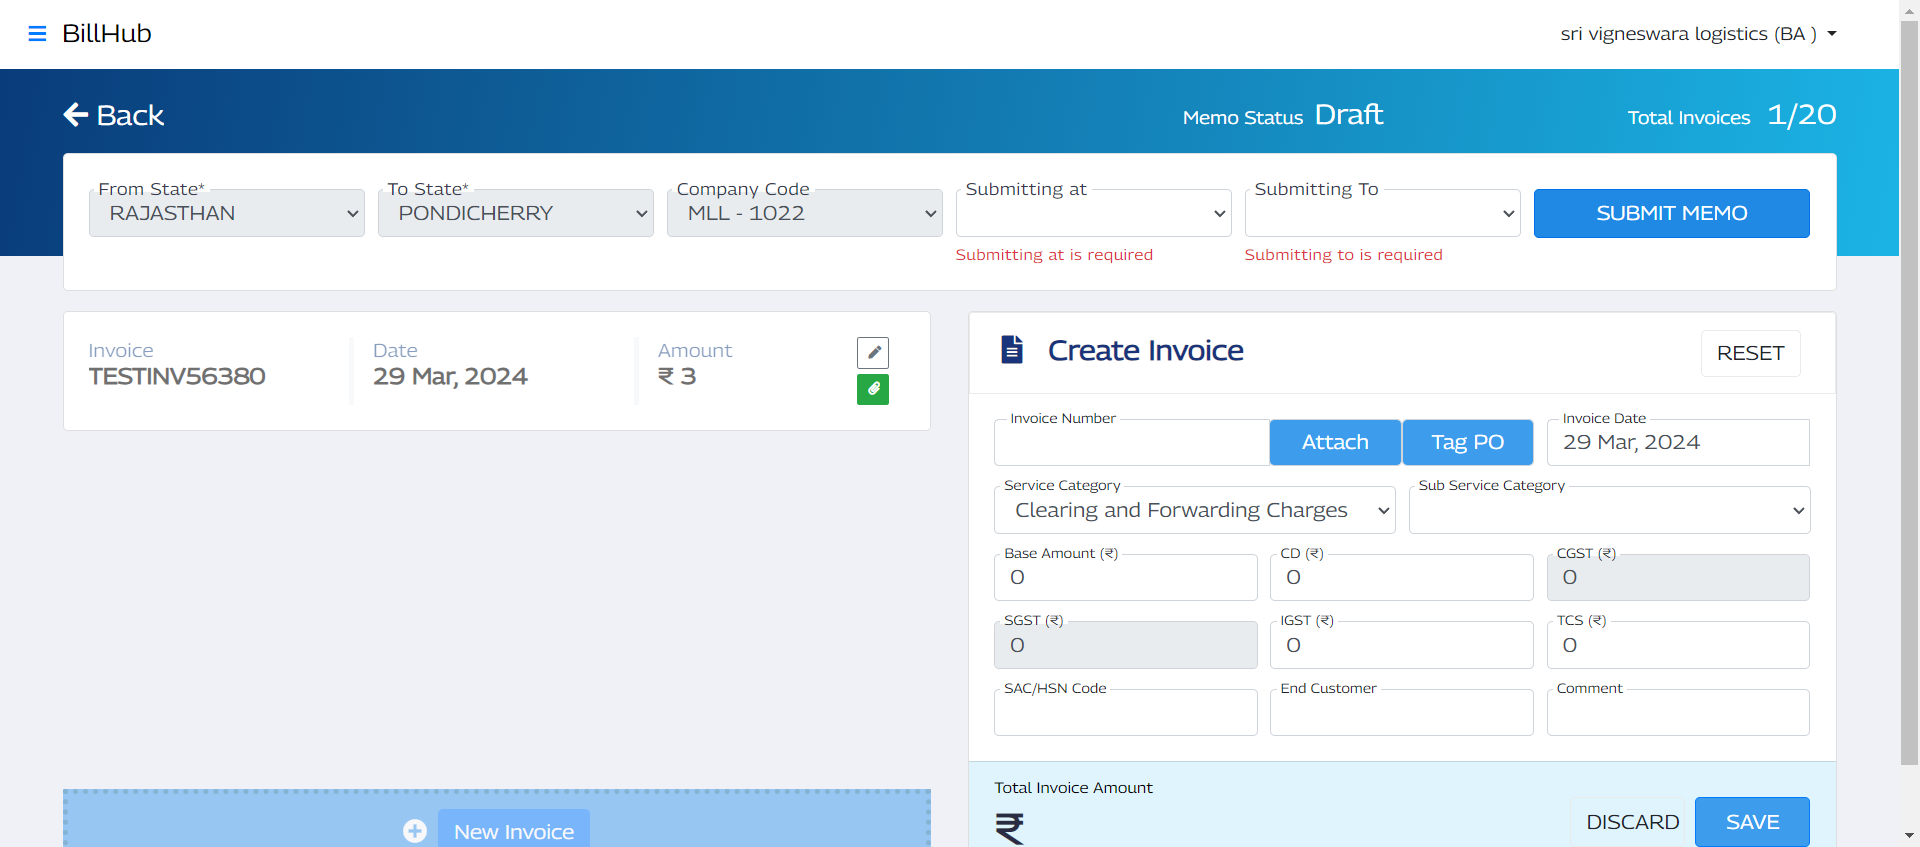 BillHub
sri vigneswara logistics (BA )
Back
Memo Status Draft
Total Invoices 1/20
From State*
RAJASTHAN
To State*
PONDICHERRY
Company Code
MLL - 1022
Submitting at
Submitting at is required
Submitting To
Submitting to is required
SUBMIT MEMO
Invoice
TESTINV56380
Date
29 Mar, 2024
Amount
₹ 3
Create Invoice
RESET
Invoice Number
Attach
Tag PO
Invoice Date
29 Mar, 2024
Service Category
Clearing and Forwarding Charges
Sub Service Category
Base Amount (₹)
0
CD (₹)
0
CGST (₹)
0
SGST (₹)
0
IGST (₹)
0
TCS (₹)
0
SAC/HSN Code
End Customer
Comment
Total Invoice Amount
₹
DISCARD
SAVE
New Invoice